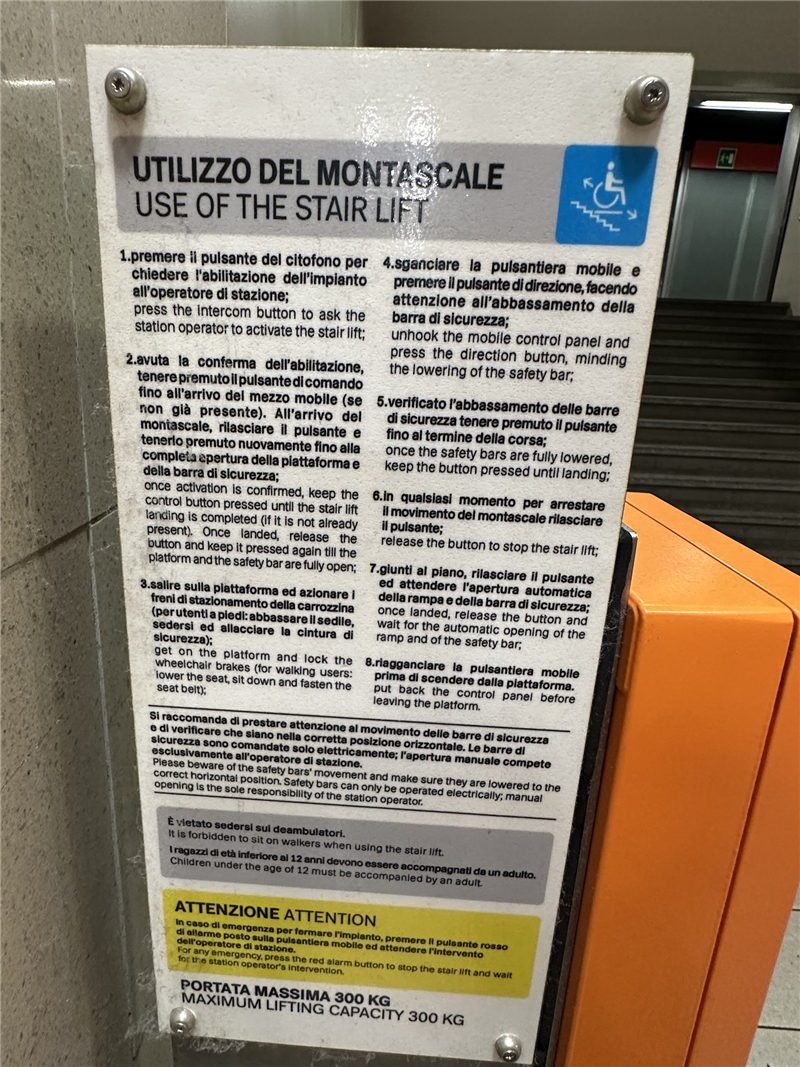 UTILIZZO DEL MONTASCALE
USE OF THE STAIR LIFT
1.premere il pulsante del citofono per
chiedere l'abilitazione dell'impianto
all'operatore di stazione;
press the intercom button to ask the
station operator to activate the stair lift;
2.avuta la conferma dell'abilitazione,
tenere premuto il pulsante di comando
fino all'arrivo del mezzo mobile (se
non già presente). All'arrivo del
montascale, rilasciare il pulsante e
tenerlo premuto nuovamente fino alla
completa apertura della piattaforma e
della barra di sicurezza;
once activation is confirmed, keep the
control button pressed until the stair lift
landing is completed (if it is not already
present). Once landed, release the
button and keep it pressed again till the
platform and the safety bar are fully open;
3.salire sulla piattaforma ed azionare i
freni di stazionamento della carrozzina
(per utenti a piedi: abbassare il sedile,
sedersi ed allacciare la cintura di
sicurezza);
get on the platform and lock the
wheelchair brakes (for walking users:
lower the seat, sit down and fasten the
seat belt);
4.sganciare la pulsantiera mobile e
premere il pulsante di direzione, facendo
attenzione all'abbassamento della
barra di sicurezza;
unhook the mobile control panel and
press the direction button, minding
the lowering of the safety bar;
5.verificato l'abbassamento delle barre
di sicurezza tenere premuto il pulsante
fino al termine della corsa;
once the safety bars are fully lowered,
keep the button pressed until landing;
6.in qualsiasi momento per arrestare
il movimento del montascale rilasciare
il pulsante;
release the button to stop the stair lift;
7.giunti al piano, rilasciare il pulsante
ed attendere l'apertura automatica
della rampa e della barra di sicurezza;
once landed, release the button and
wait for the automatic opening of the
ramp and of the safety bar;
8.riagganciare la pulsantiera mobile
prima di scendere dalla piattaforma.
put back the control panel before
leaving the platform.
Si raccomanda di prestare attenzione al movimento delle barre di sicurezza
e di verificare che siano nella corretta posizione orizzontale. Le barre di
sicurezza sono comandate solo elettricamente; l'apertura manuale compete
esclusivamente all'operatore di stazione.
Please beware of the safety bars' movement and make sure they are lowered to the
correct horizontal position. Safety bars can only be operated electrically; manual
opening is the sole responsibility of the station operator.
È vietato sedersi sui deambulatori.
It is forbidden to sit on walkers when using the stair lift.
I ragazzi di età inferiore ai 12 anni devono essere accompagnati da un adulto.
Children under the age of 12 must be accompanied by an adult.
ATTENZIONE ATTENTION
In caso di emergenza per fermare l'impianto, premere il pulsante rosso
di allarme posto sulla pulsantiera mobile ed attendere l'intervento
dell'operatore di stazione.
For any emergency, press the red alarm button to stop the stair lift and wait
for the station operator's intervention.
PORTATA MASSIMA 300 KG
MAXIMUM LIFTING CAPACITY 300 KG